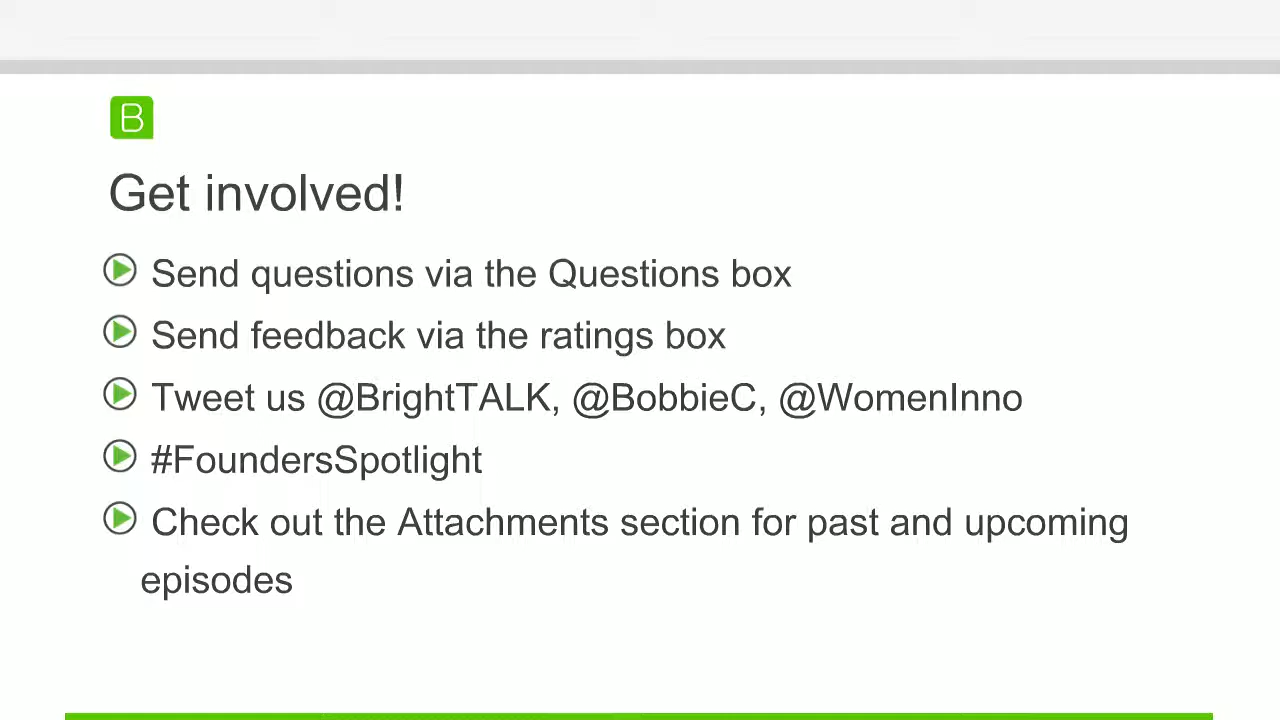 B
Get involved!
Send questions via the Questions box
Send feedback via the ratings box
Tweet us @BrightTALK, @BobbieC, @WomenInno
#FoundersSpotlight
Check out the Attachments section for past and upcoming
episodes